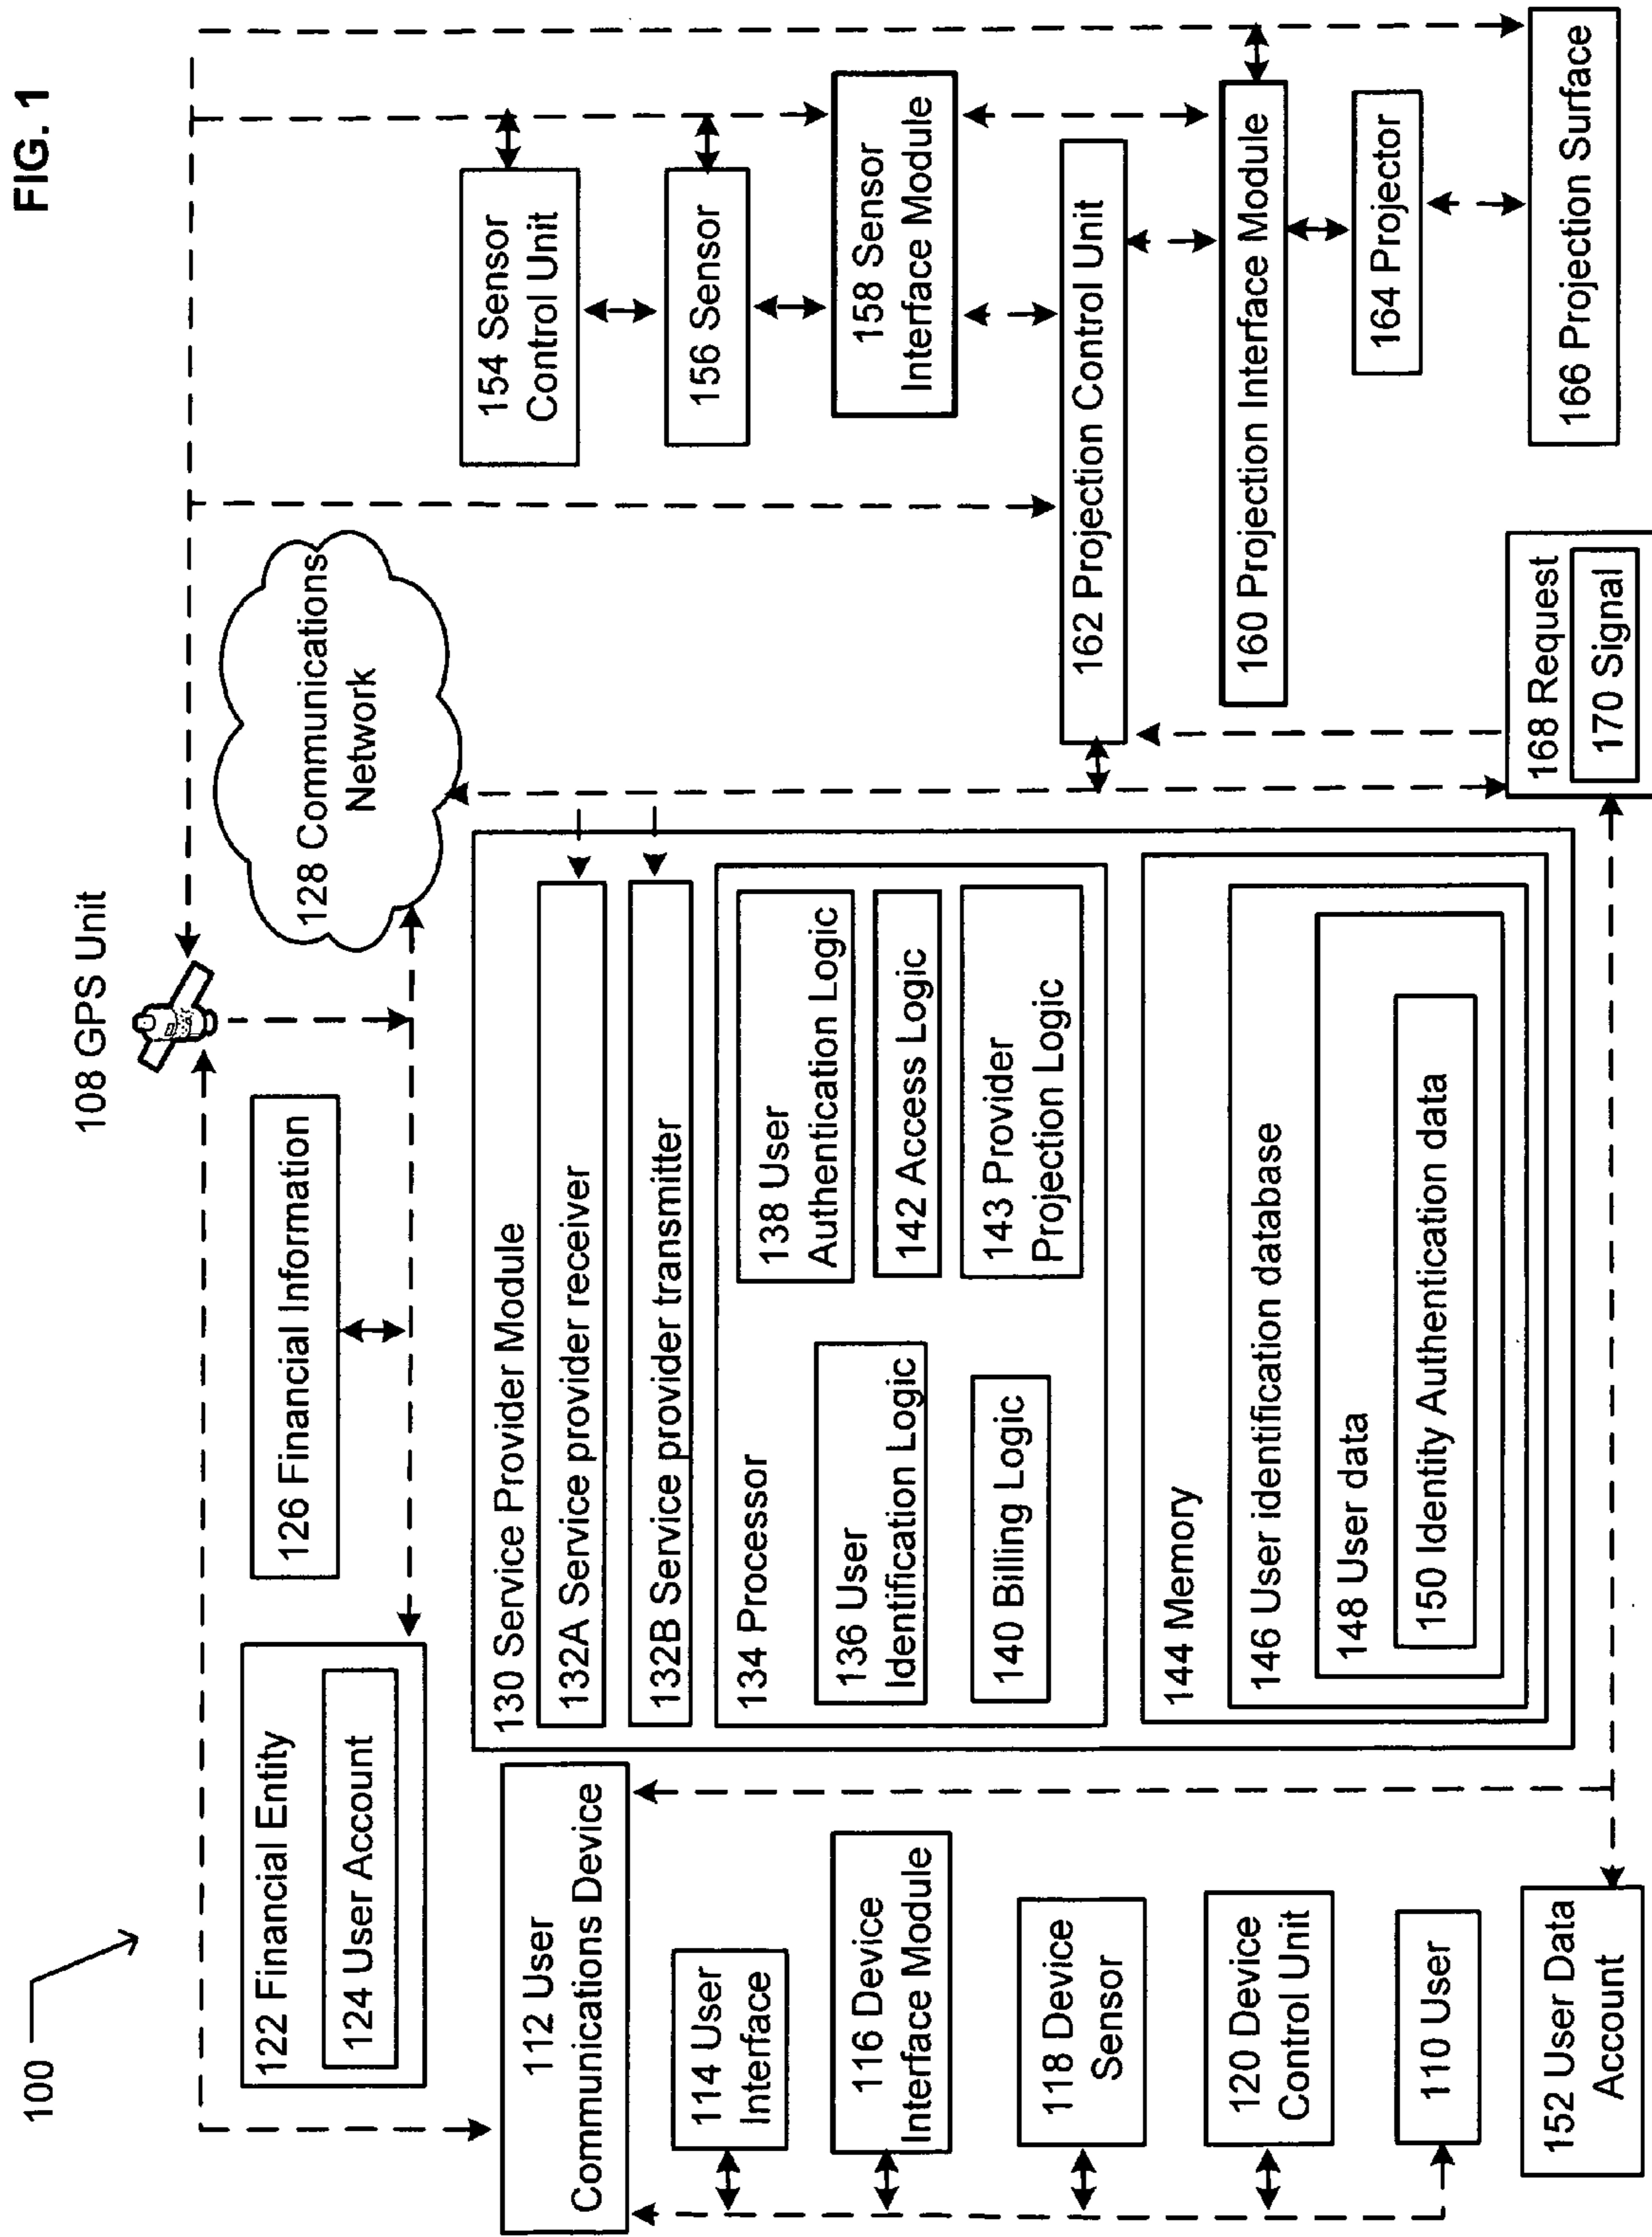 FIG. 1
100
108 GPS Unit
122 Financial Entity
124 User Account
126 Financial Information
128 Communications
Network
112 User
Communications Device
114 User
Interface
116 Device
Interface Module
118 Device
Sensor
120 Device
Control Unit
110 User
152 User Data
Account
130 Service Provider Module
132A Service provider receiver
132B Service provider transmitter
134 Processor
136 User
Identification Logic
138 User
Authentication Logic
140 Billing Logic
142 Access Logic
143 Provider
Projection Logic
144 Memory
146 User identification database
148 User data
150 Identity Authentication data
154 Sensor
Control Unit
156 Sensor
158 Sensor
Interface Module
162 Projection Control Unit
160 Projection Interface Module
164 Projector
166 Projection Surface
168 Request
170 Signal